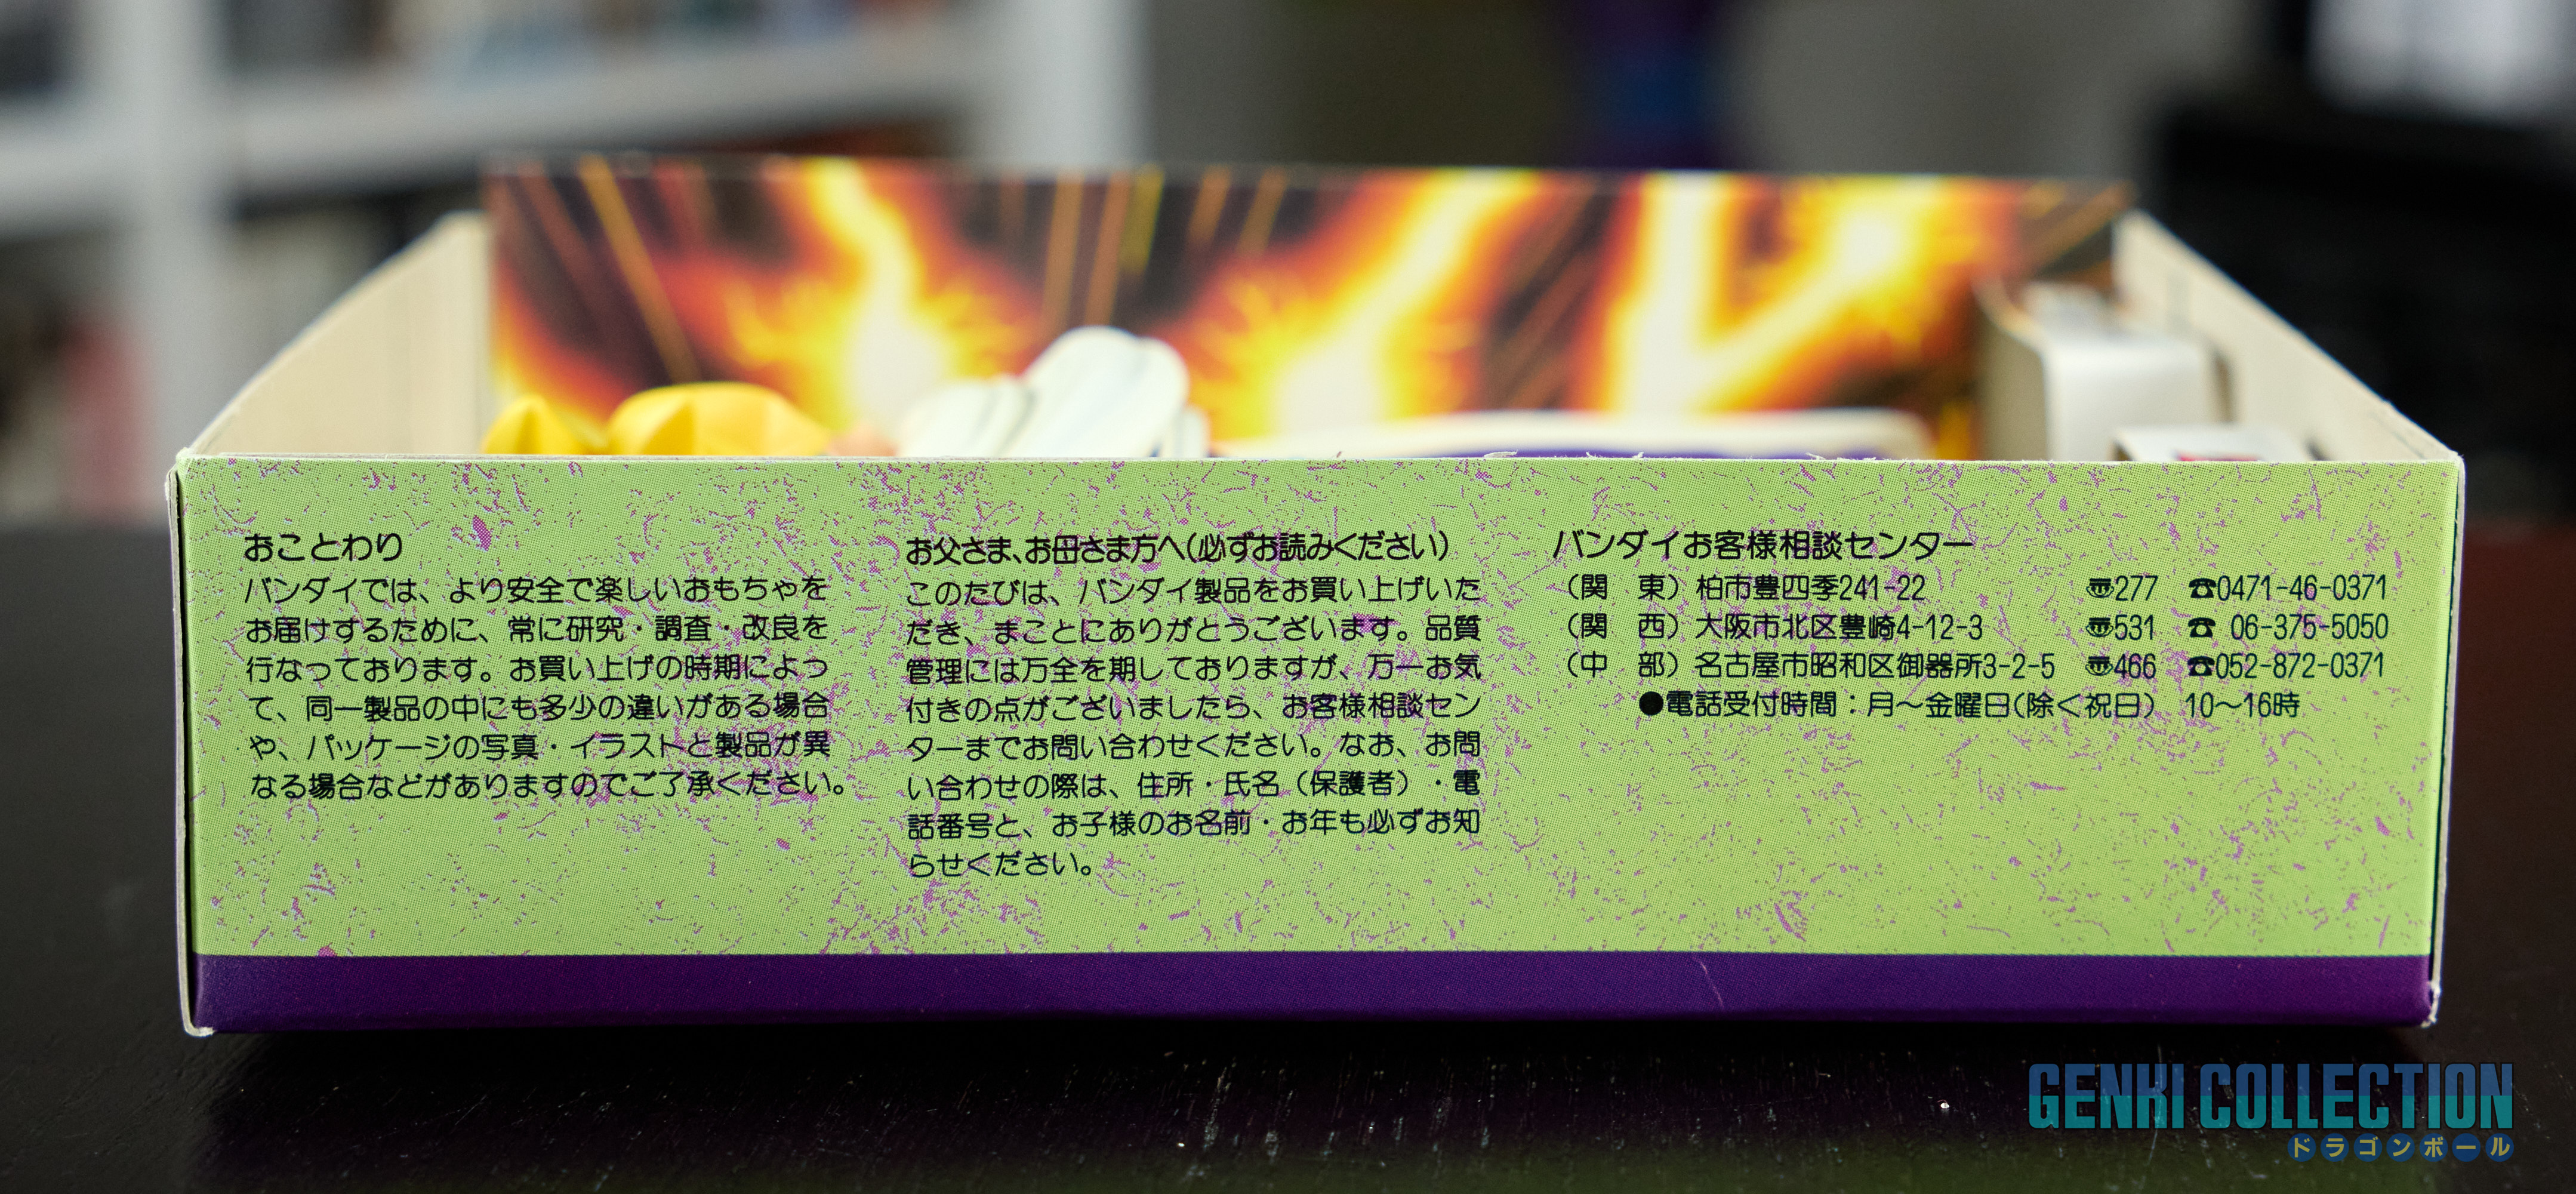 おことわり
バンダイでは、より安全で楽しいおもちゃを
お届けするために、常に研究・調査・改良を
行なっております。お買い上げの時期によっ
て、同一製品の中にも多少の違いがある場合
や、パッケージの写真・イラストと製品が異
なる場合などがありますのでご了承ください。
お父さま、お母さま方へ(必ずお読みください)
このたびは、バンダイ製品をお買い上げいた
だき、まことにありがとうございます。品質
管理には万全を期しておりますが、万一お気
付きの点がございましたら、お客様相談セン
ターまでお問い合わせください。なお、お問
い合わせの際は、住所・氏名(保護者)・電
話番号と、お子様のお名前・お年も必ずお知
らせください。
バンダイお客様相談センター
(関 東)柏市豊四季241-22 〠277 ☎0471-46-0371
(関 西)大阪市北区豊崎4-12-3 〠531 ☎ 06-375-5050
(中 部)名古屋市昭和区御器所3-2-5 〠466 ☎052-872-0371
●電話受付時間:月〜金曜日(除く祝日) 10〜16時
GENKI COLLECTION
ドラゴンボール